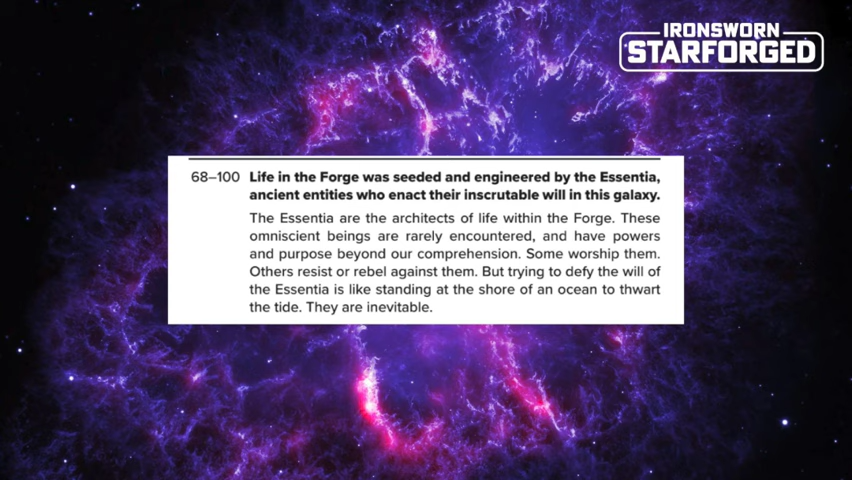 IRONSWORN
STARFORGED
68–100 Life in the Forge was seeded and engineered by the Essentia,
ancient entities who enact their inscrutable will in this galaxy.
The Essentia are the architects of life within the Forge. These
omniscient beings are rarely encountered, and have powers
and purpose beyond our comprehension. Some worship them.
Others resist or rebel against them. But trying to defy the will of
the Essentia is like standing at the shore of an ocean to thwart
the tide. They are inevitable.